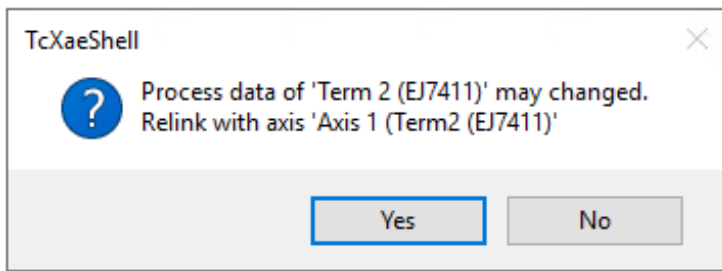 TcXaeShell
?
Process data of 'Term 2 (EJ7411)' may changed.
Relink with axis 'Axis 1 (Term2 (EJ7411)'
Yes
No